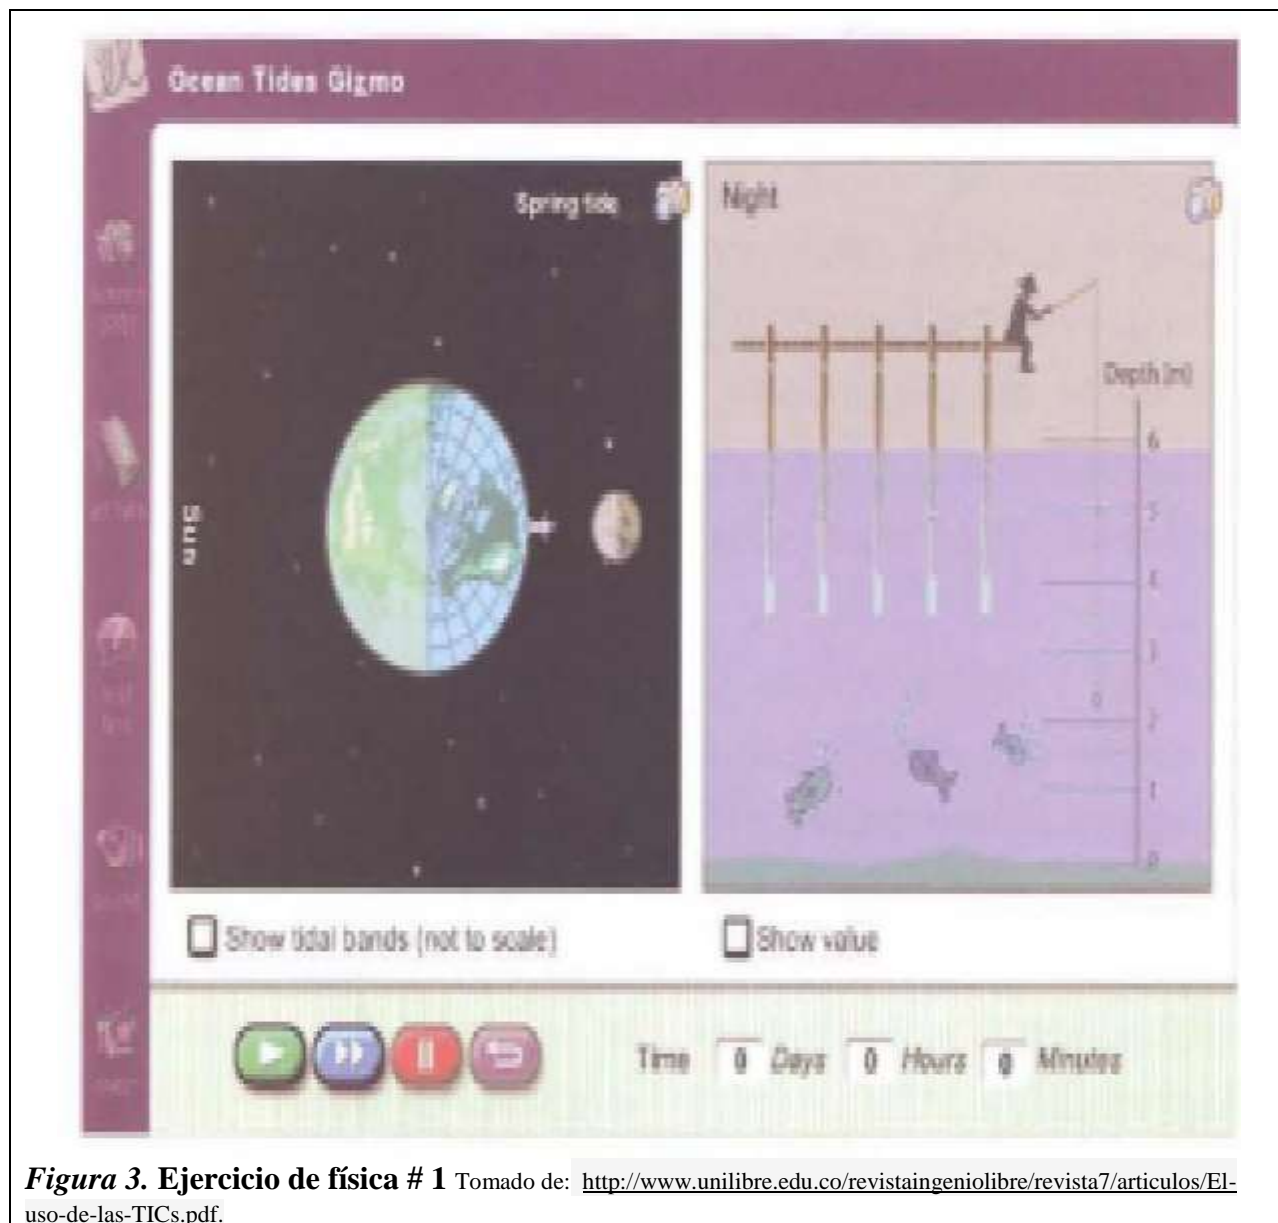 Ocean Tides Gizmo
Spring tide
Night
Depth (m)
6
5
4
3
2
1
0
Sun
Show tidal bands (not to scale)
Show value
Time 0 Days 0 Hours 0 Minutes
Figura 3. Ejercicio de física # 1 Tomado de: http://www.unilibre.edu.co/revistaingeniolibre/revista7/articulos/El-
uso-de-las-TICs.pdf.